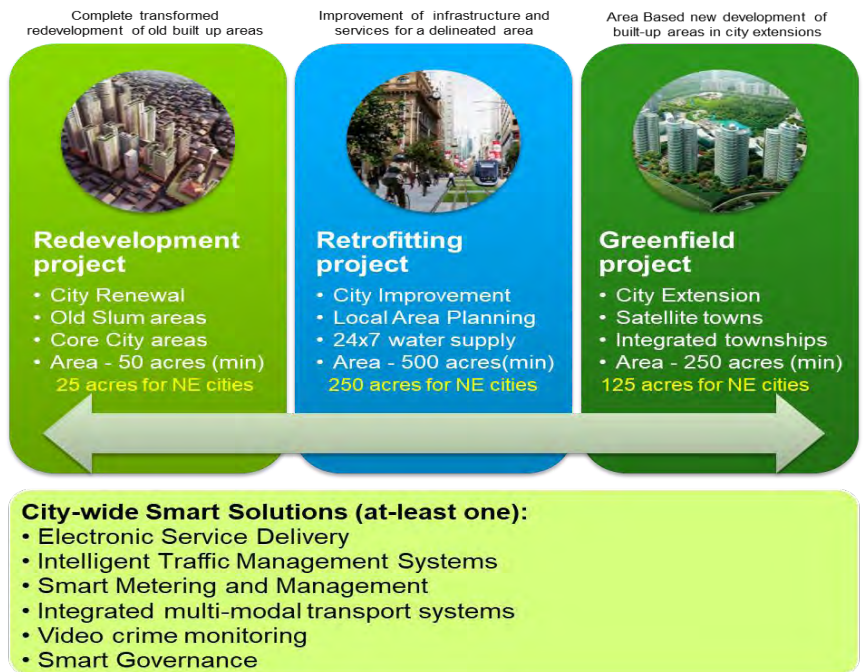 Complete transformed
redevelopment of old built up areas
Improvement of infrastructure and
services for a delineated area
Area Based new development of
built-up areas in city extensions
Redevelopment
project
• City Renewal
• Old Slum areas
• Core City areas
• Area - 50 acres (min)
25 acres for NE cities
Retrofitting
project
• City Improvement
• Local Area Planning
• 24x7 water supply
• Area - 500 acres(min)
250 acres for NE cities
Greenfield
project
• City Extension
• Satellite towns
• Integrated townships
• Area - 250 acres (min)
125 acres for NE cities
City-wide Smart Solutions (at-least one):
• Electronic Service Delivery
• Intelligent Traffic Management Systems
• Smart Metering and Management
• Integrated multi-modal transport systems
• Video crime monitoring
• Smart Governance